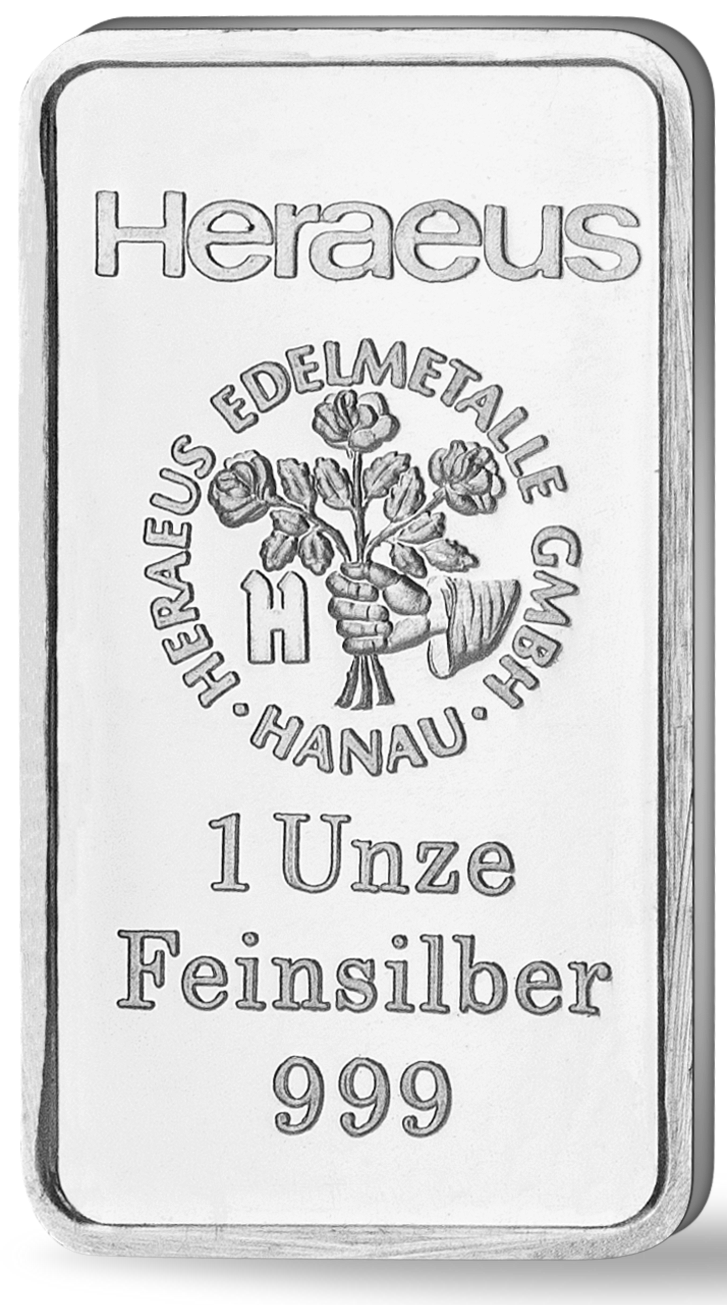 Heraeus
HERAEUS EDELMETALLE GMBH
· HANAU ·
H
1 Unze
Feinsilber
999